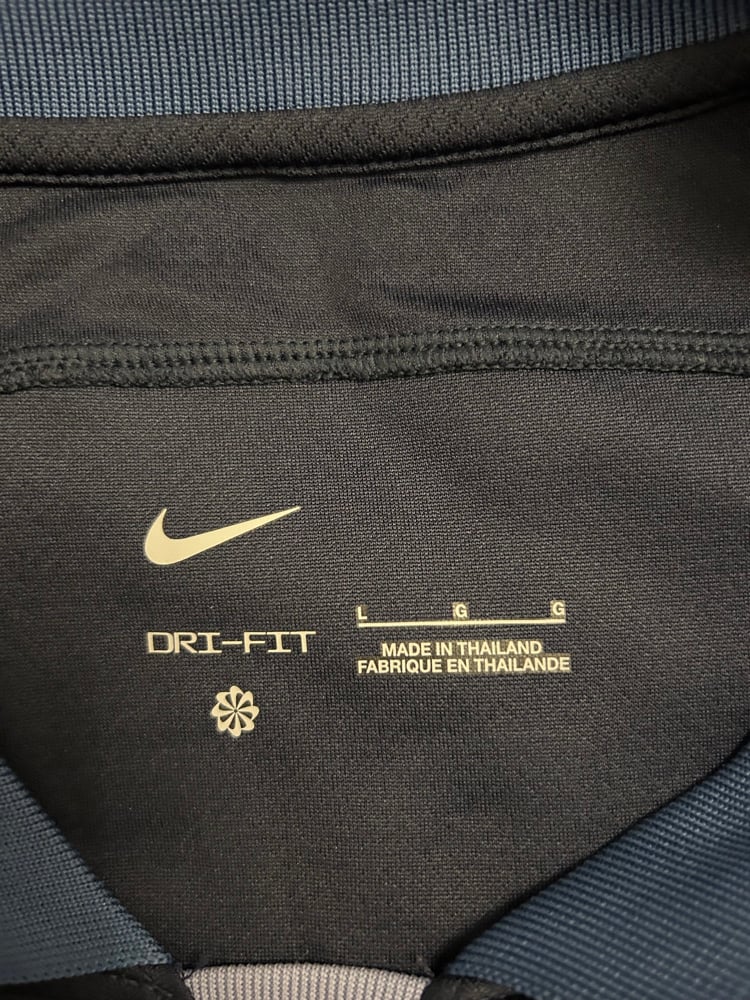 DRI-FIT
L G G
MADE IN THAILAND
FABRIQUE EN THAILANDE